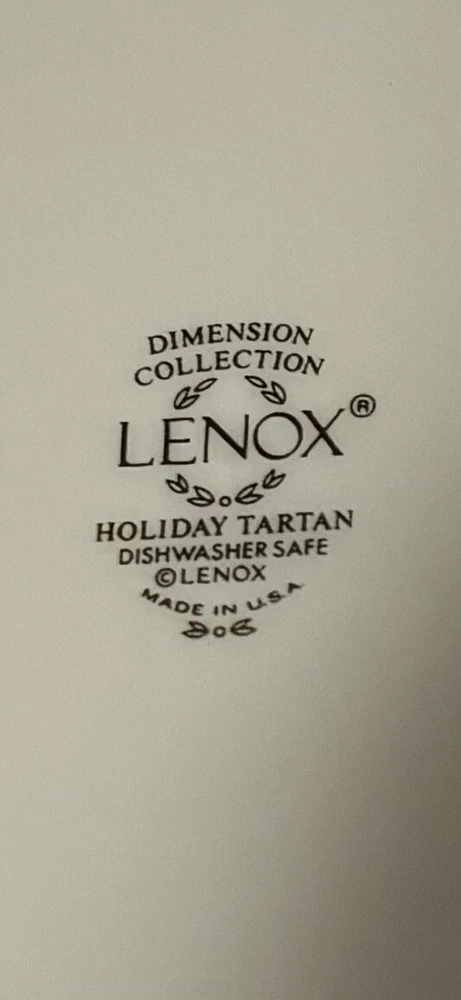 DIMENSION
COLLECTION
LENOX®
HOLIDAY TARTAN
DISHWASHER SAFE
©LENOX
MADE IN U.S.A.